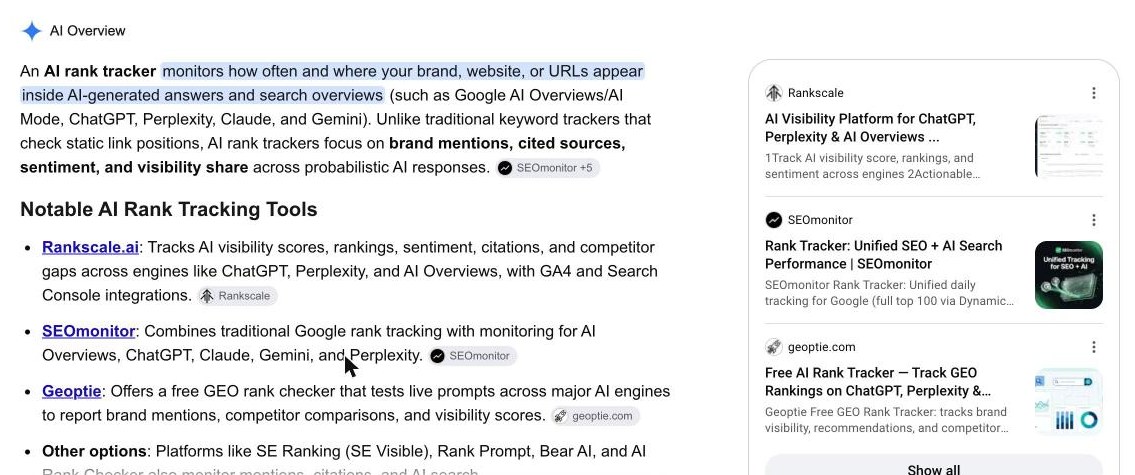 AI Overview
An AI rank tracker monitors how often and where your brand, website, or URLs appear
inside AI-generated answers and search overviews (such as Google AI Overviews/AI
Mode, ChatGPT, Perplexity, Claude, and Gemini). Unlike traditional keyword trackers that
check static link positions, AI rank trackers focus on brand mentions, cited sources,
sentiment, and visibility share across probabilistic AI responses. SEOmonitor +5
Notable AI Rank Tracking Tools
• Rankscale.ai: Tracks AI visibility scores, rankings, sentiment, citations, and competitor
gaps across engines like ChatGPT, Perplexity, and AI Overviews, with GA4 and Search
Console integrations. Rankscale
• SEOmonitor: Combines traditional Google rank tracking with monitoring for AI
Overviews, ChatGPT, Claude, Gemini, and Perplexity. SEOmonitor
• Geoptie: Offers a free GEO rank checker that tests live prompts across major AI engines
to report brand mentions, competitor comparisons, and visibility scores. geoptie.com
• Other options: Platforms like SE Ranking (SE Visible), Rank Prompt, Bear AI, and AI
Rank Checker also monitor mentions, citations, and AI search
Rankscale
AI Visibility Platform for ChatGPT,
Perplexity & AI Overviews ...
1Track AI visibility score, rankings, and
sentiment across engines 2Actionable…
SEOmonitor
Rank Tracker: Unified SEO + AI Search
Performance | SEOmonitor
SEOmonitor Rank Tracker: Unified daily
tracking for Google (full top 100 via Dynamic…
SEOmonitor
Unified Tracking
for SEO + AI
geoptie.com
Free AI Rank Tracker — Track GEO
Rankings on ChatGPT, Perplexity &…
Geoptie Free GEO Rank Tracker: tracks brand
visibility, recommendations, and competitor…
Show all